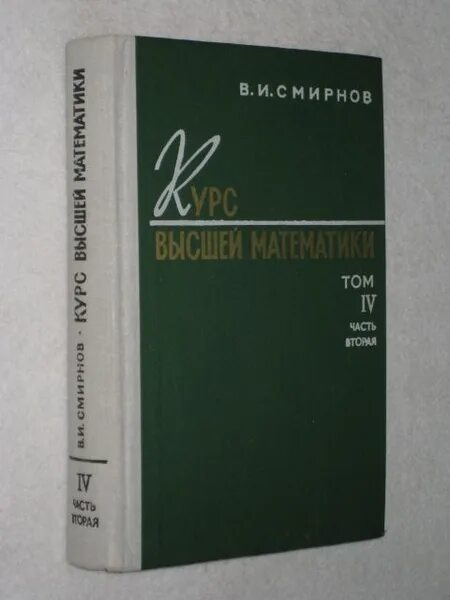 В.И.СМИРНОВ
КУРС
ВЫСШЕЙ МАТЕМАТИКИ
ТОМ
IV
ЧАСТЬ
ВТОРАЯ
В.И.СМИРНОВ · КУРС ВЫСШЕЙ МАТЕМАТИКИ
IV
ЧАСТЬ
ВТОРАЯ